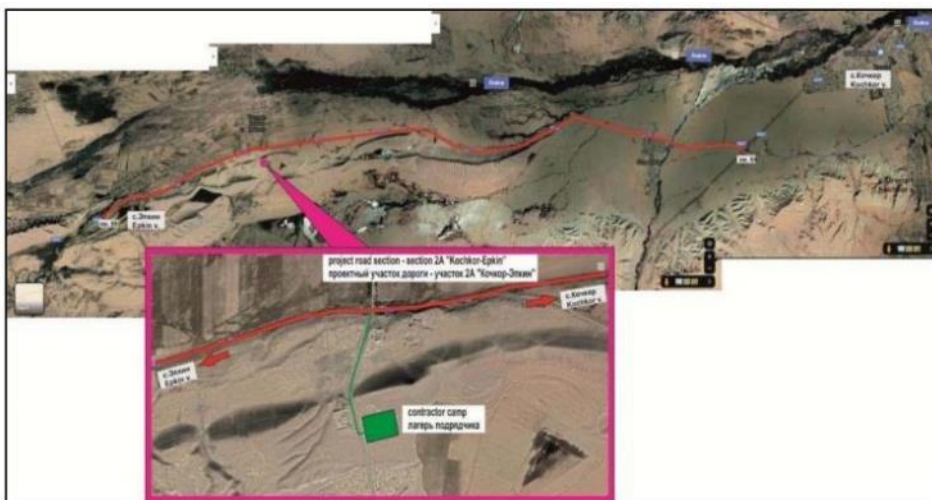 с.Кочкор
Kochkor v.
с.Эпкин
Epkin v.
project road section - section 2A "Kochkor-Epkin"
проектный участок дороги - участок 2А "Кочкор-Эпкин"
с.Кочкор
Kochkor v.
с.Эпкин
Epkin v.
contractor camp
лагерь подрядчика